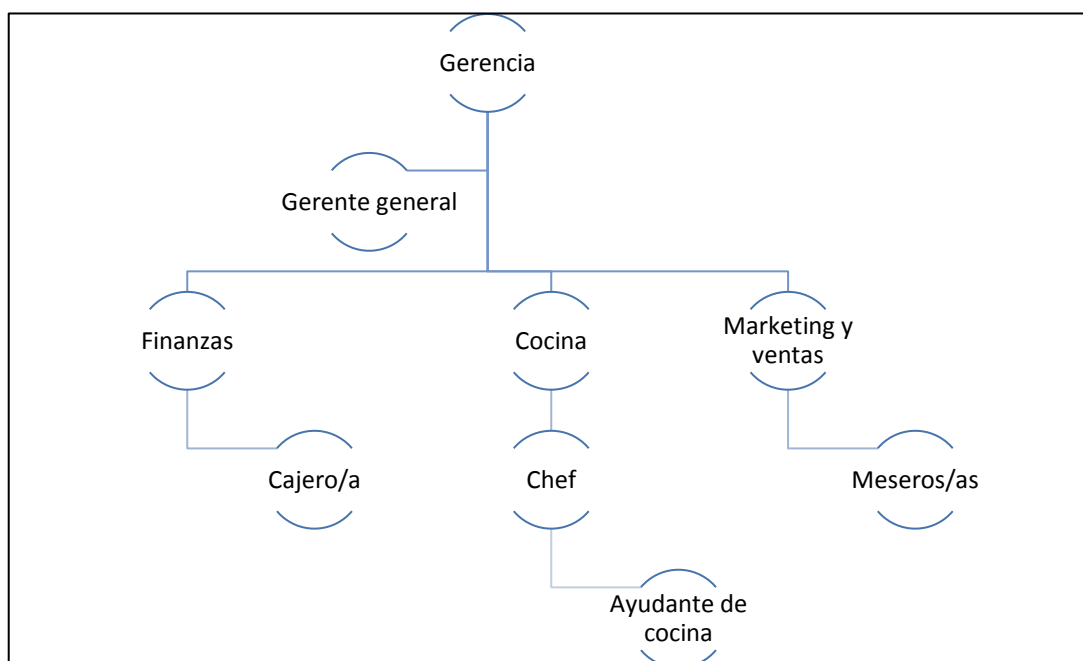 Gerencia
Gerente general
Finanzas
Cocina
Marketing y
ventas
Cajero/a
Chef
Meseros/as
Ayudante de
cocina